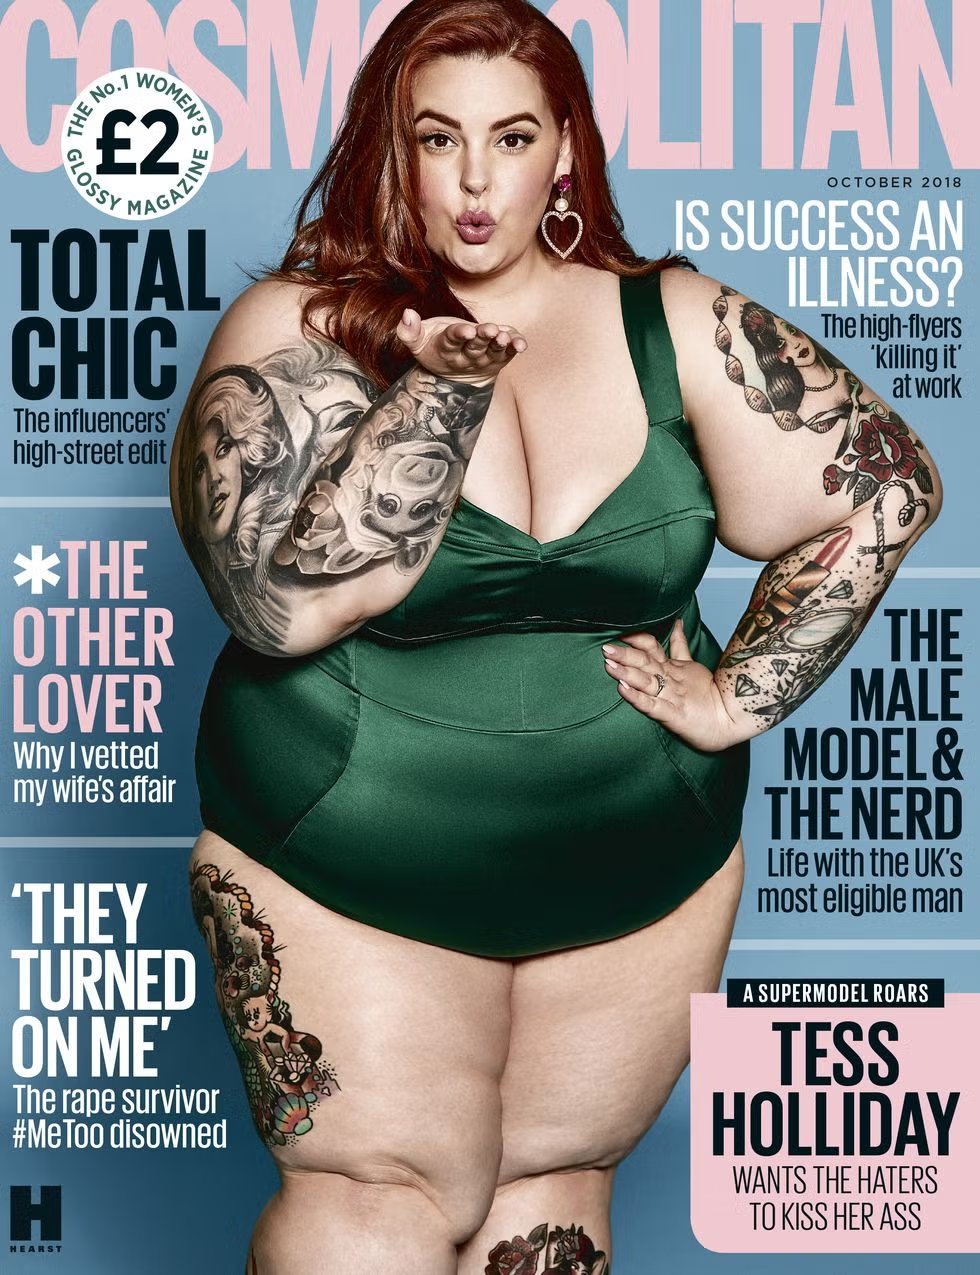 COSMOPOLITAN
THE No.1 WOMEN'S
£2
GLOSSY MAGAZINE
OCTOBER 2018
TOTAL
CHIC
The influencers'
high-street edit
IS SUCCESS AN
ILLNESS?
The high-flyers
'killing it'
at work
*THE
OTHER
LOVER
Why I vetted
my wife's affair
THE
MALE
MODEL &
THE NERD
Life with the UK's
most eligible man
'THEY
TURNED
ON ME'
The rape survivor
#MeToo disowned
A SUPERMODEL ROARS
TESS
HOLLIDAY
WANTS THE HATERS
TO KISS HER ASS
H
HEARST